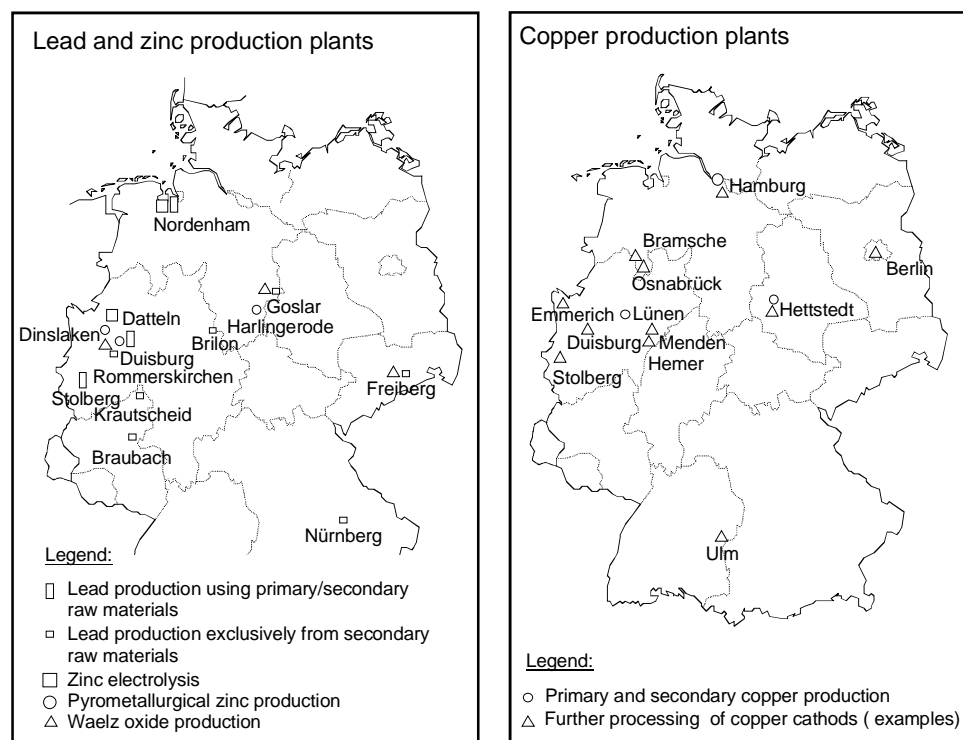 Lead and zinc production plants
Nordenham
Goslar
Harlingerode
Datteln
Dinslaken
Duisburg
Brilon
Rommerskirchen
Stolberg
Krautscheid
Freiberg
Braubach
Nürnberg
Legend:
Lead production using primary/secondary
raw materials
Lead production exclusively from secondary
raw materials
Zinc electrolysis
Pyrometallurgical zinc production
Waelz oxide production
Copper production plants
Hamburg
Bramsche
Osnabrück
Berlin
Emmerich
Lünen
Hettstedt
Duisburg
Menden
Hemer
Stolberg
Ulm
Legend:
Primary and secondary copper production
Further processing of copper cathods ( examples)